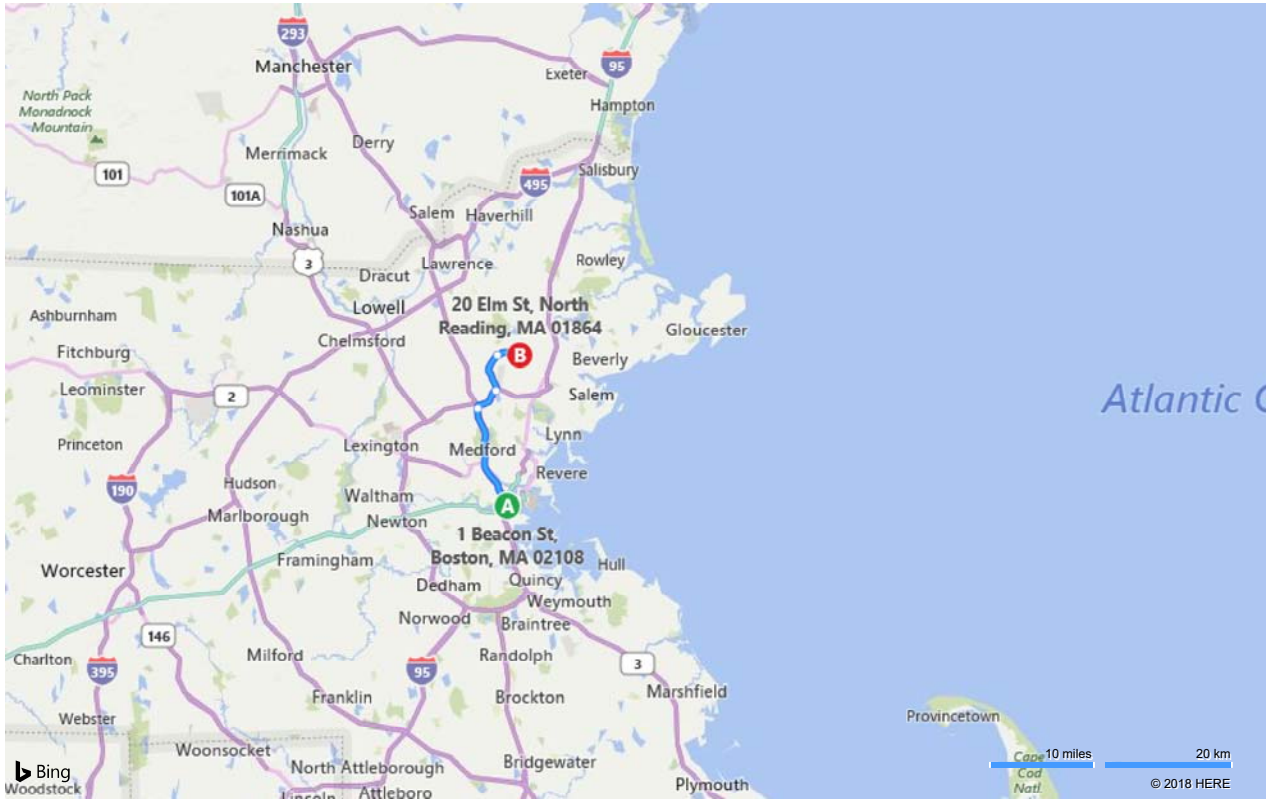 293
Manchester
95
Exeter
North Pack
Monadnock
Mountain
Hampton
Merrimack
Derry
101
Salisbury
495
101A
Salem
Haverhill
Nashua
3
Lawrence
Rowley
Dracut
Lowell
20 Elm St, North
Reading, MA 01864
Ashburnham
Gloucester
Chelmsford
Fitchburg
B
Beverly
Leominster
2
Salem
Atlantic
Lynn
Princeton
Lexington
Medford
Revere
190
Hudson
Waltham
A
Marlborough
Newton
1 Beacon St,
Boston, MA 02108
Framingham
Hull
Worcester
Quincy
Dedham
Weymouth
Norwood
Braintree
146
Charlton
Milford
Randolph
3
395
95
Franklin
Brockton
Marshfield
Webster
Provincetown
Woonsocket
Bridgewater
10 miles
20 km
Cape
Cod
Natl
North Attleborough
Bing
© 2018 HERE
Woodstock
Attleboro
Plymouth
Lincoln